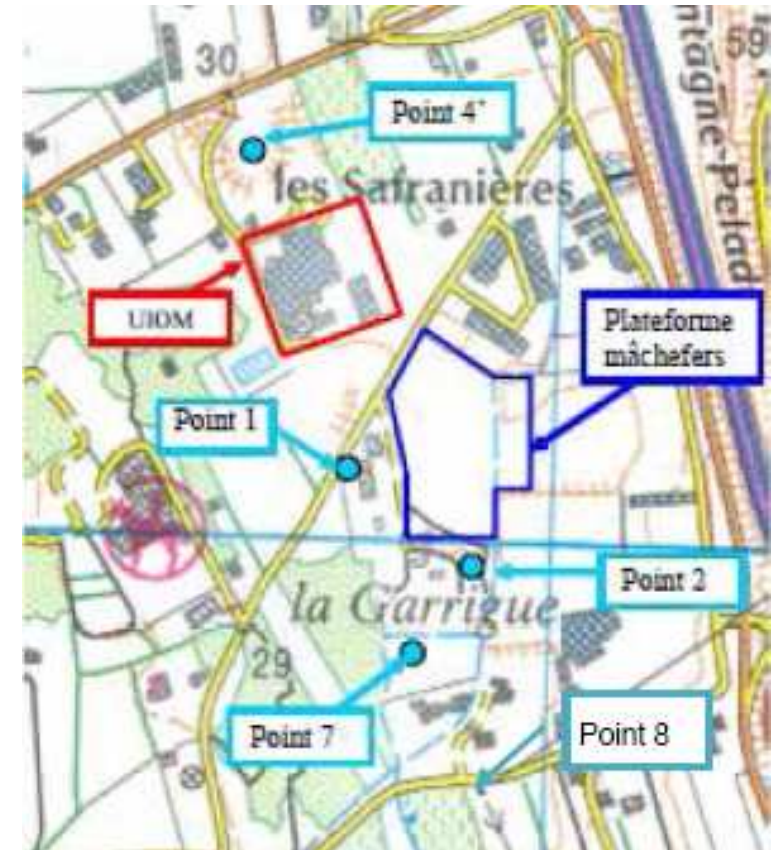 30
59
Point 4*
les Safranières
UIOM
Plateforme
mâchefers
Point 1
Point 2
la Garrigue
29
Point 7
Point 8